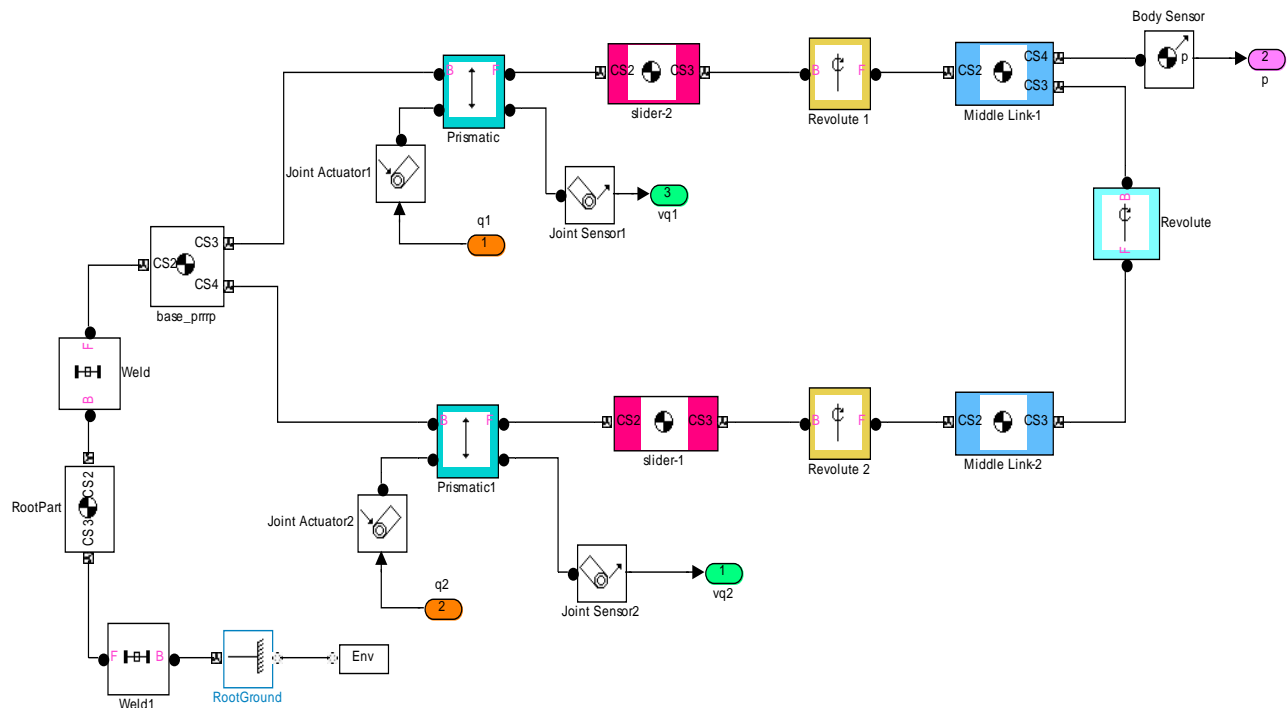 Body Sensor
CS4
p
2
p
B
F
CS2
CS3
B
F
CS2
CS3
slider-2
Revolute 1
Middle Link-1
Prismatic
Joint Actuator1
3
vq1
Joint Sensor1
q1
1
B
Revolute
F
CS3
CS2
CS4
base_prrrp
F
Weld
B
B
F
CS2
CS3
B
F
CS2
CS3
slider-1
Revolute 2
Middle Link-2
Prismatic1
CS2
RootPart
CS3
Joint Actuator2
q2
2
1
vq2
Joint Sensor2
F
B
Env
RootGround
Weld1